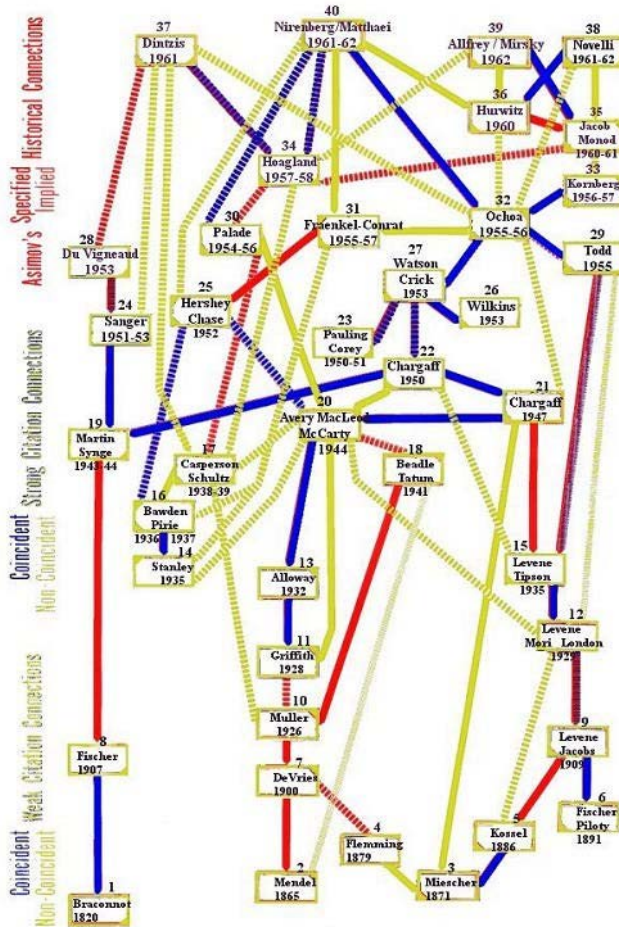 37
Dintzis
1961
40
Nirenberg/Matthaei
1961-62
39
Allfrey / Mirsky
1962
38
Novelli
1961-62
36
Hurwitz
1960
35
Jacob
Monod
1960-61
34
Hoagland
1957-58
33
Kornberg
1956-57
32
Ochoa
1955-56
31
Fraenkel-Conrat
1955-57
30
Palade
1954-56
29
Todd
1955
28
Du Vigneaud
1953
27
Watson
Crick
1953
26
Wilkins
1953
25
Hershey
Chase
1952
24
Sanger
1951-53
23
Pauling
Corey
1950-51
22
Chargaff
1950
21
Chargaff
1947
20
Avery MacLeod
McCarty
1944
19
Martin
Synge
1943-44
18
Beadle
Tatum
1941
17
Casperson
Schultz
1938-39
16
Bawden
Pirie
1936 1937
15
Levene
Tipson
1935
14
Stanley
1935
13
Alloway
1932
12
Levene
Mori London
1929
11
Griffith
1928
10
Muller
1926
9
Levene
Jacobs
1909
8
Fischer
1907
7
DeVries
1900
6
Fischer
Piloty
1891
5
Kossel
1886
4
Flemming
1879
3
Miescher
1871
2
Mendel
1865
1
Braconnot
1820
Asimov's Specified Historical Connections
Implied
Coincident Strong Citation Connections
Non-Coincident
Coincident Weak Citation Connections
Non-Coincident